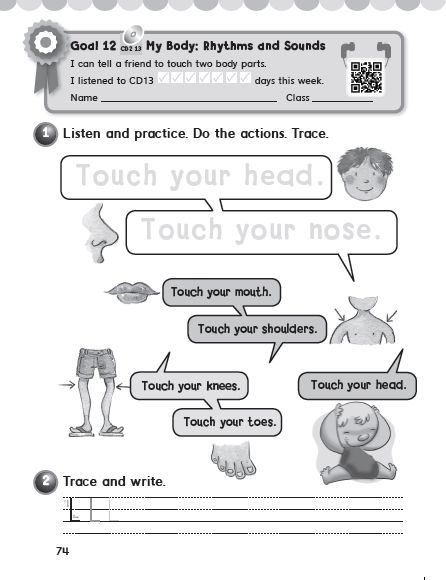 Goal 12 CD2 13 My Body: Rhythms and Sounds
I can tell a friend to touch two body parts.
I listened to CD13 days this week.
Name Class
1 Listen and practice. Do the actions. Trace.
Touch your head.
Touch your nose.
Touch your mouth.
Touch your shoulders.
Touch your knees.
Touch your head.
Touch your toes.
2 Trace and write.
L L L
74